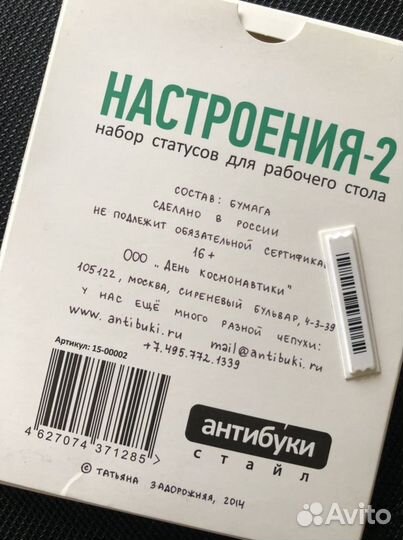 НАСТРОЕНИЯ-2
набор статусов для рабочего стола
СОСТАВ: БУМАГА
СДЕЛАНО В РОССИИ
НЕ ПОДЛЕЖИТ ОБЯЗАТЕЛЬНОЙ
16+
ООО „ДЕНЬ КОСМОНАВТИКИ"
105122, МОСКВА, СИРЕНЕВЫЙ БУЛЬВАР, 4-3-39
У НАС ЕЩЁ МНОГО РАЗНОЙ ЧЕПУХИ:
www.antibuki.ru mail@antibuki.ru
+7.495.772.1339
Артикул: 15-00002
4 627074 371285 >
антибуки
стайл
© ТАТЬЯНА ЗАДОРОЖНЯЯ, 2014
Avito